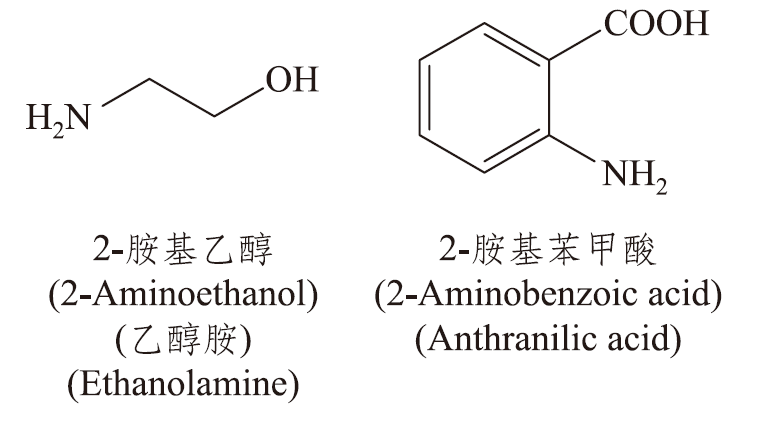 H₂N
OH
2-胺基乙醇
(2-Aminoethanol)
(乙醇胺)
(Ethanolamine)
COOH
NH₂
2-胺基苯甲酸
(2-Aminobenzoic acid)
(Anthranilic acid)